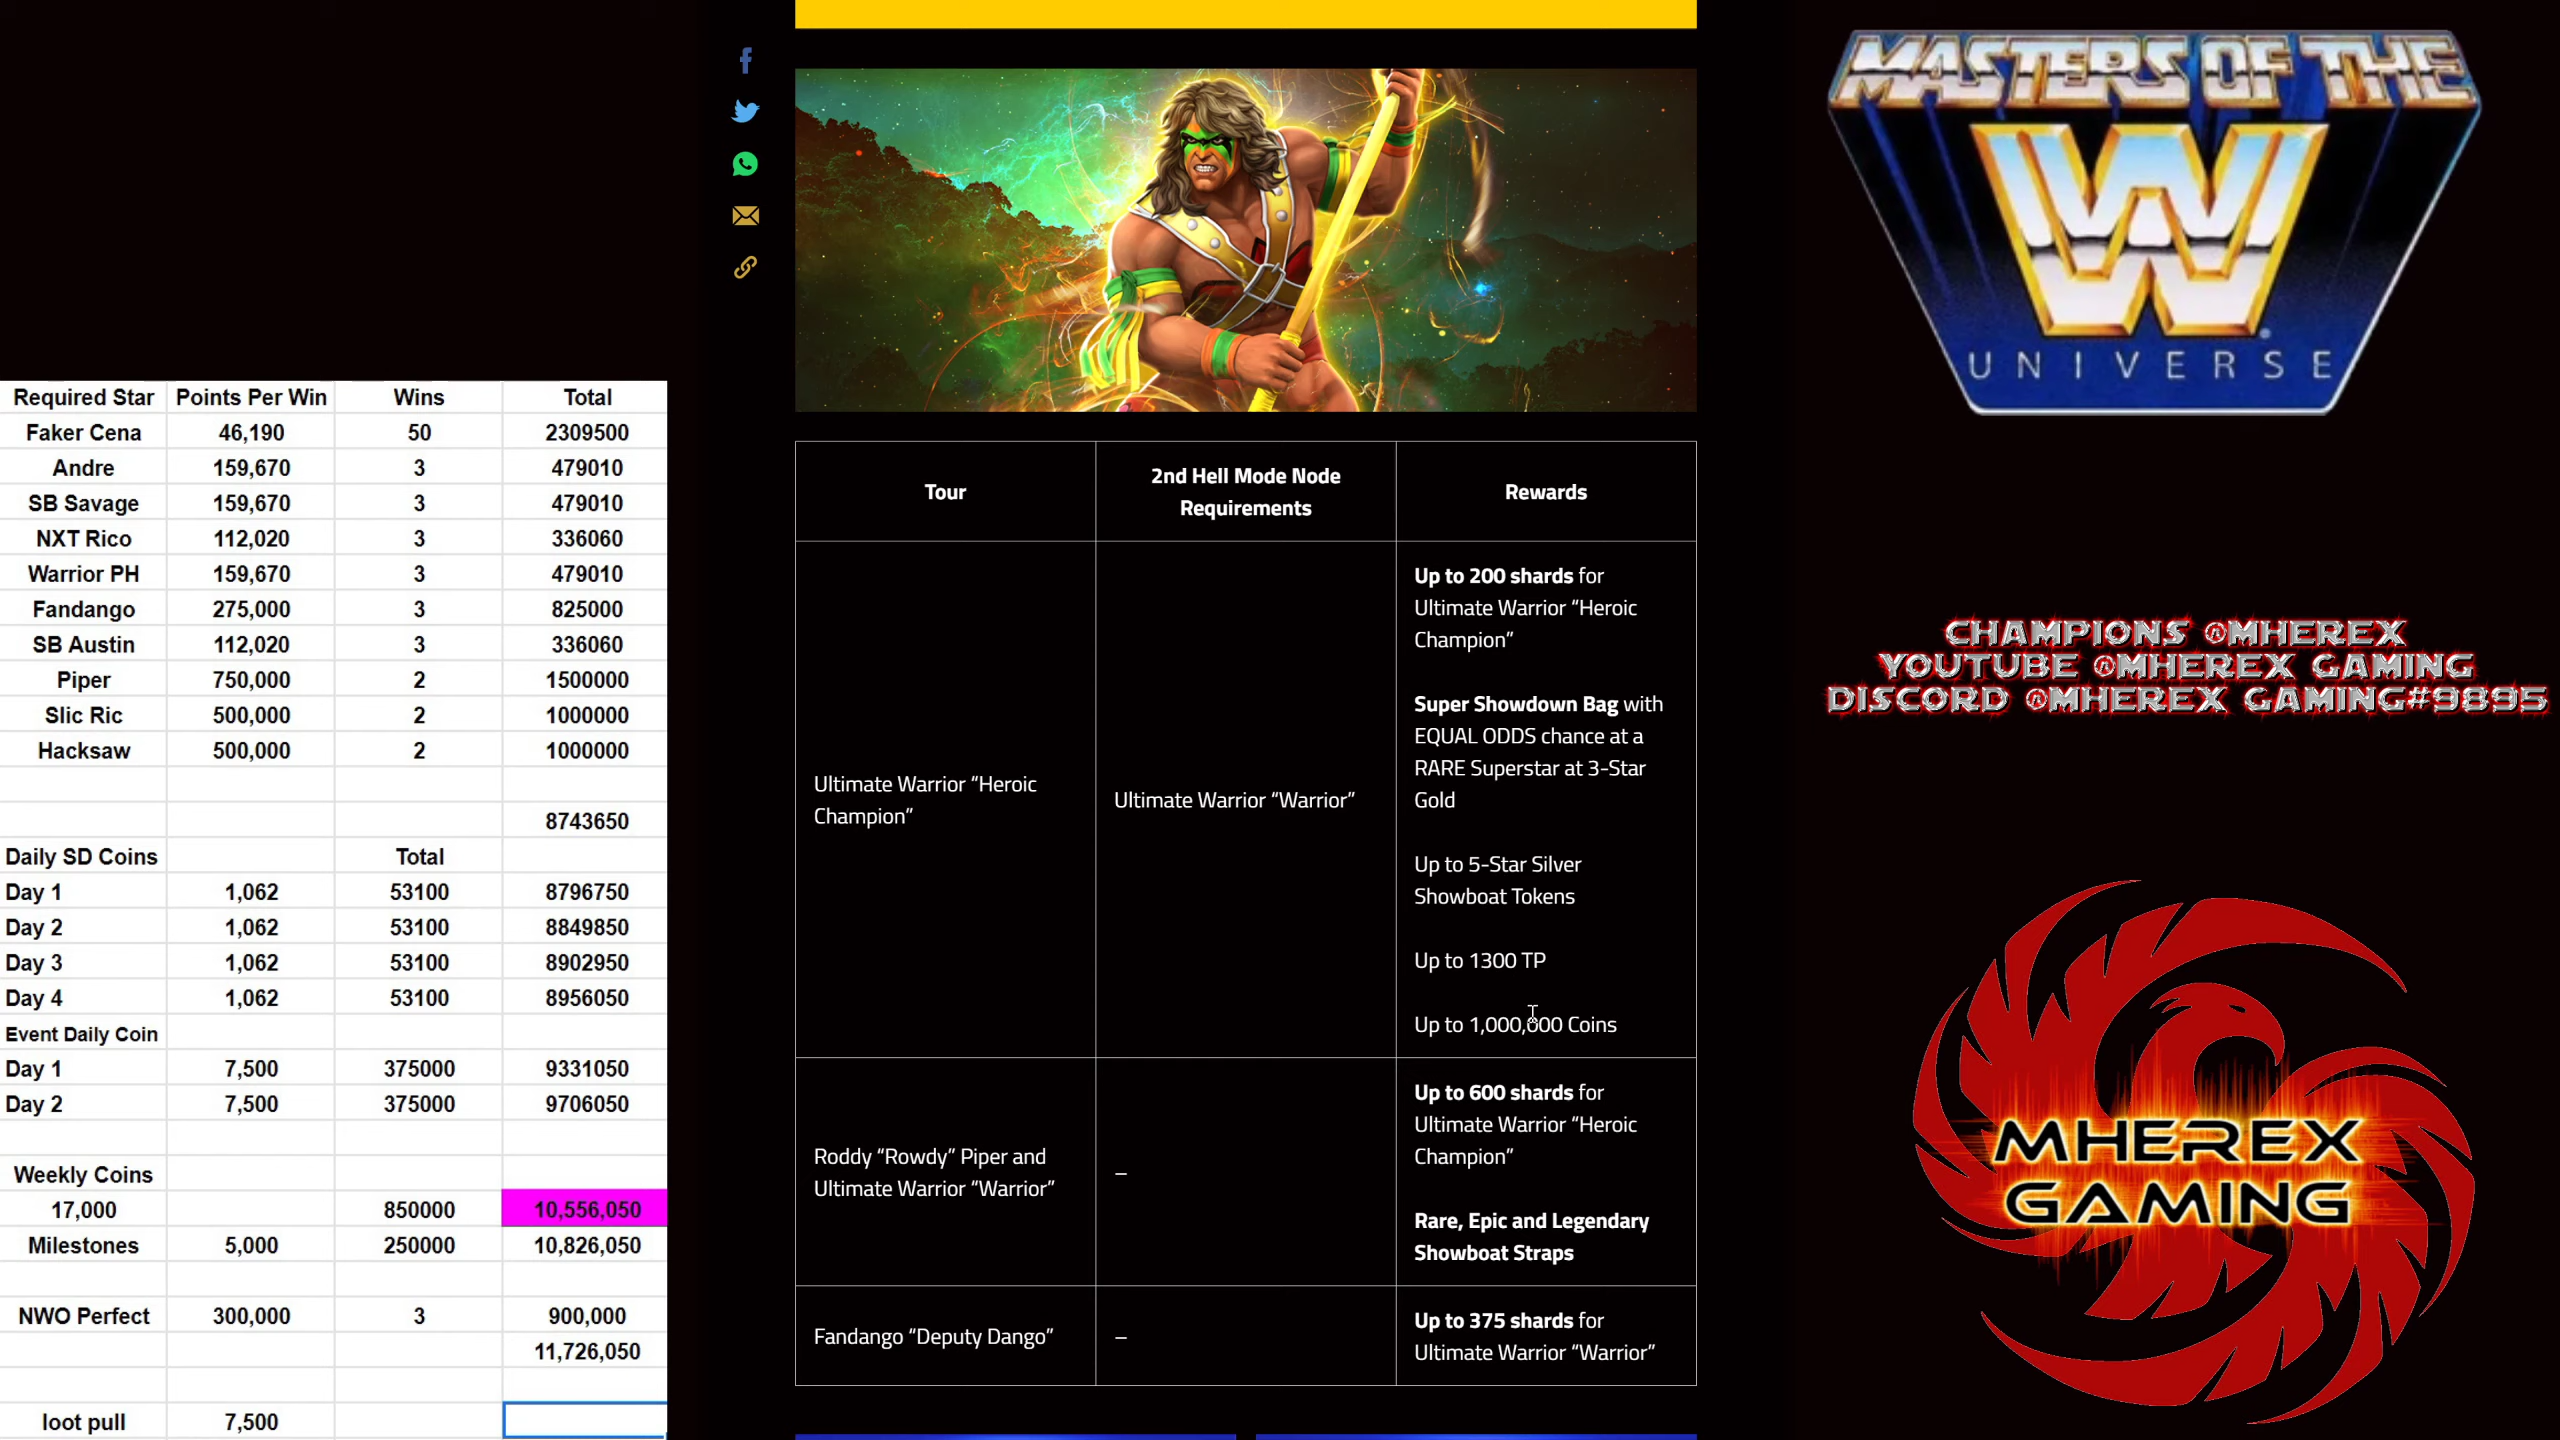 Required Star Points Per Win Wins Total
Faker Cena 46,190 50 2309500
Andre 159,670 3 479010
SB Savage 159,670 3 479010
NXT Rico 112,020 3 336060
Warrior PH 159,670 3 479010
Fandango 275,000 3 825000
SB Austin 112,020 3 336060
Piper 750,000 2 1500000
Slic Ric 500,000 2 1000000
Hacksaw 500,000 2 1000000
8743650
Daily SD Coins Total
Day 1 1,062 53100 8796750
Day 2 1,062 53100 8849850
Day 3 1,062 53100 8902950
Day 4 1,062 53100 8956050
Event Daily Coin
Day 1 7,500 375000 9331050
Day 2 7,500 375000 9706050
Weekly Coins
17,000 850000 10,556,050
Milestones 5,000 250000 10,826,050
NWO Perfect 300,000 3 900,000
11,726,050
loot pull 7,500
Tour
2nd Hell Mode Node
Requirements
Rewards
Ultimate Warrior “Heroic
Champion”
Ultimate Warrior “Warrior”
Up to 200 shards for
Ultimate Warrior “Heroic
Champion”
Super Showdown Bag with
EQUAL ODDS chance at a
RARE Superstar at 3-Star
Gold
Up to 5-Star Silver
Showboat Tokens
Up to 1300 TP
Up to 1,000,000 Coins
Roddy “Rowdy” Piper and
Ultimate Warrior “Warrior”
–
Up to 600 shards for
Ultimate Warrior “Heroic
Champion”
Rare, Epic and Legendary
Showboat Straps
Fandango “Deputy Dango”
–
Up to 375 shards for
Ultimate Warrior “Warrior”
MASTERS OF THE
W
UNIVERSE
CHAMPIONS @MHEREX
YOUTUBE @MHEREX GAMING
DISCORD @MHEREX GAMING#9895
MHEREX
GAMING